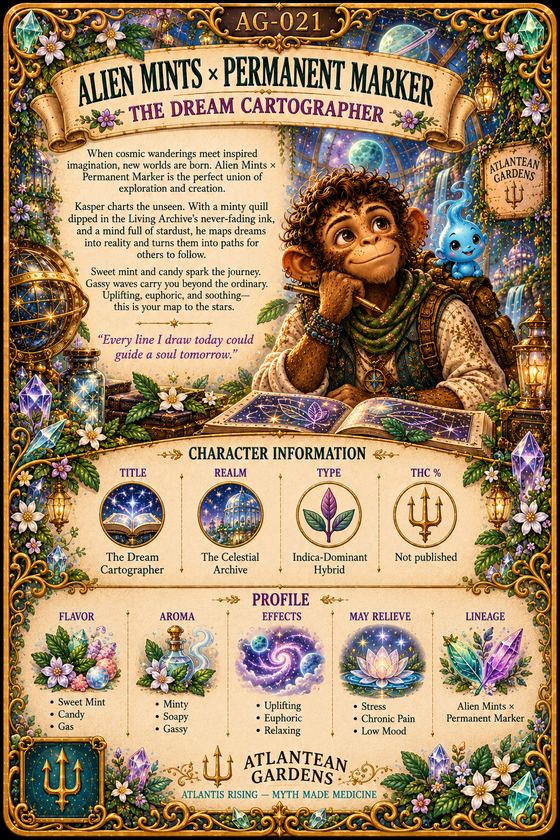 AG-021
ALIEN MINTS × PERMANENT MARKER
THE DREAM CARTOGRAPHER
When cosmic wanderings meet inspired
imagination, new worlds are born. Alien Mints ×
Permanent Marker is the perfect union of
exploration and creation.
Kasper charts the unseen. With a minty quill
dipped in the Living Archive's never-fading ink,
and a mind full of stardust, he maps dreams
into reality and turns them into paths for
others to follow.
Sweet mint and candy spark the journey.
Gassy waves carry you beyond the ordinary.
Uplifting, euphoric, and soothing—
this is your map to the stars.
"Every line I draw today could
guide a soul tomorrow."
ATLANTEAN
GARDENS
CHARACTER INFORMATION
TITLE
The Dream
Cartographer
REALM
The Celestial
Archive
TYPE
Indica-Dominant
Hybrid
THC %
Not published
PROFILE
FLAVOR
• Sweet Mint
• Candy
• Gas
AROMA
• Minty
• Soapy
• Gassy
EFFECTS
• Uplifting
• Euphoric
• Relaxing
MAY RELIEVE
• Stress
• Chronic Pain
• Low Mood
LINEAGE
Alien Mints ×
Permanent Marker
ATLANTEAN
GARDENS
ATLANTIS RISING — MYTH MADE MEDICINE